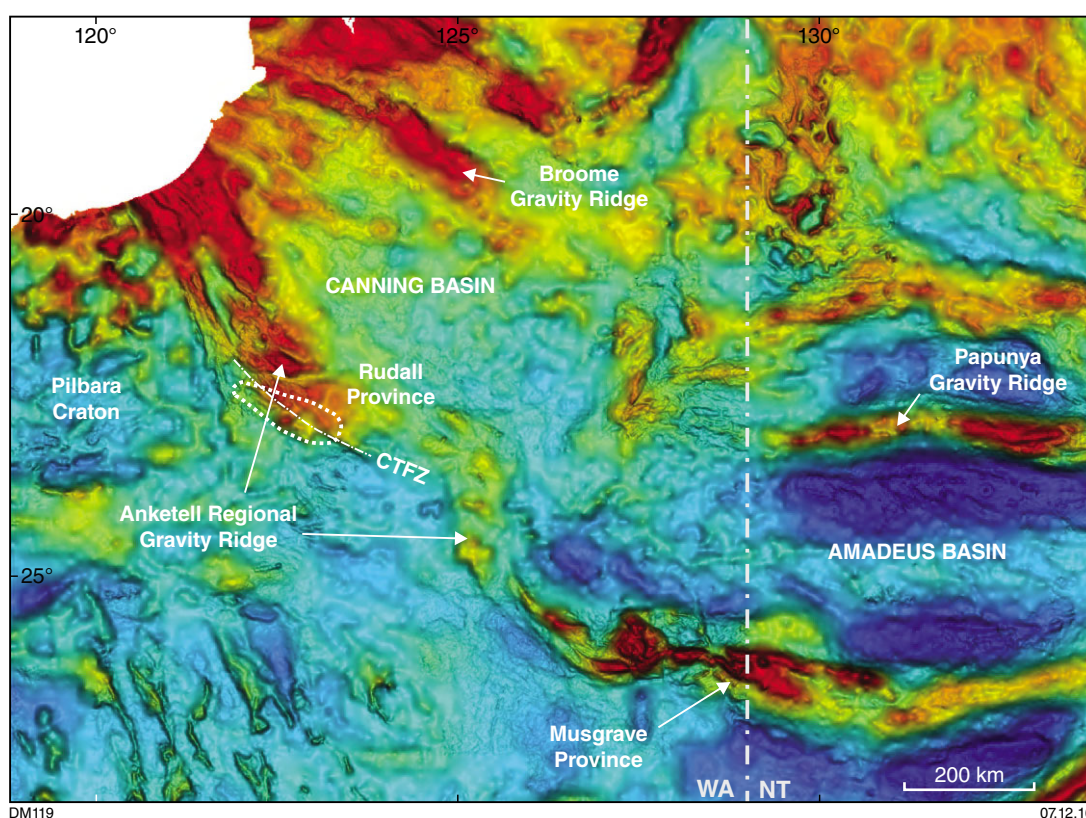 120°
125°
130°
Broome
Gravity Ridge
20°
CANNING BASIN
Papunya
Gravity Ridge
Rudall
Province
Pilbara
Craton
CTFZ
Anketell Regional
Gravity Ridge
AMADEUS BASIN
25°
Musgrave
Province
WA NT
200 km
DM119